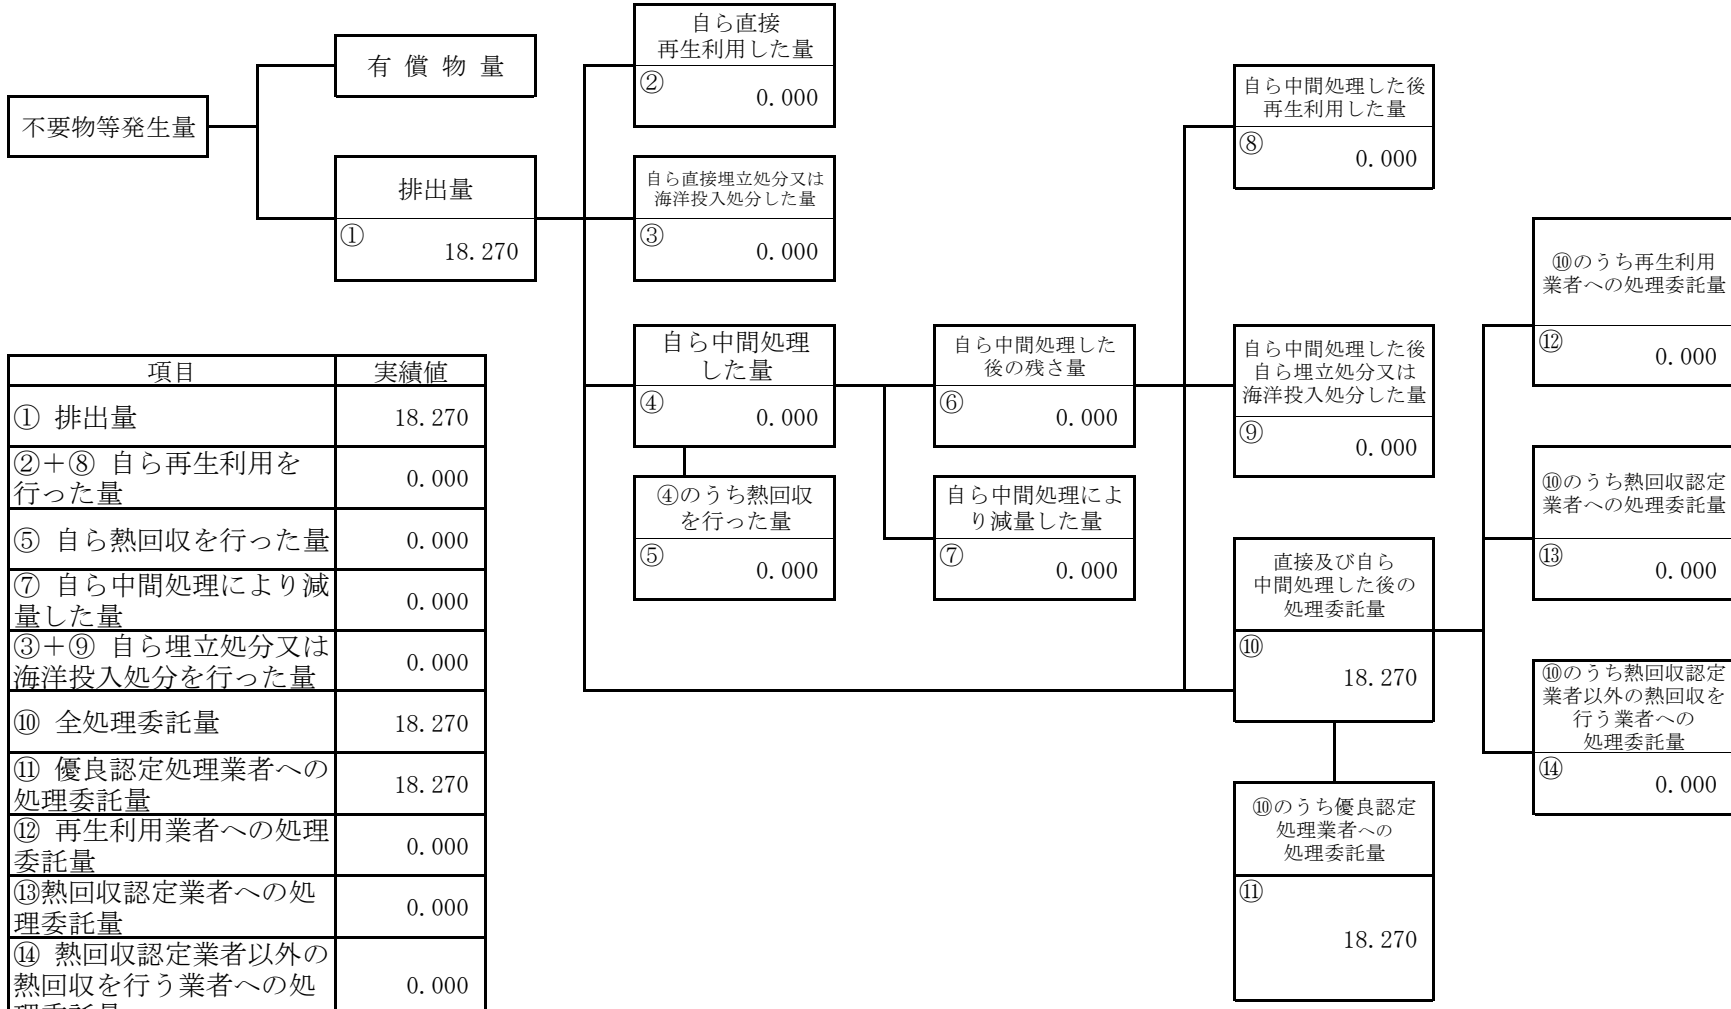 不要物等発生量
有 償 物 量
排出量
①
18.270
自ら直接
再生利用した量
②
0.000
自ら直接埋立処分又は
海洋投入処分した量
③
0.000
自ら中間処理
した量
④
0.000
④のうち熱回収
を行った量
⑤
0.000
自ら中間処理した
後の残さ量
⑥
0.000
自ら中間処理によ
り減量した量
⑦
0.000
自ら中間処理した後
再生利用した量
⑧
0.000
自ら中間処理した後
自ら埋立処分又は
海洋投入処分した量
⑨
0.000
直接及び自ら
中間処理した後の
処理委託量
⑩
18.270
⑩のうち優良認定
処理業者への
処理委託量
⑪
18.270
⑩のうち再生利用
業者への処理委託量
⑫
0.000
⑩のうち熱回収認定
業者への処理委託量
⑬
0.000
⑩のうち熱回収認定
業者以外の熱回収を
行う業者への
処理委託量
⑭
0.000
項目 実績値
① 排出量 18.270
②＋⑧ 自ら再生利用を
行った量 0.000
⑤ 自ら熱回収を行った量 0.000
⑦ 自ら中間処理により減
量した量 0.000
③＋⑨ 自ら埋立処分又は
海洋投入処分を行った量 0.000
⑩ 全処理委託量 18.270
⑪ 優良認定処理業者への
処理委託量 18.270
⑫ 再生利用業者への処理
委託量 0.000
⑬熱回収認定業者への処
理委託量 0.000
⑭ 熱回収認定業者以外の
熱回収を行う業者への処 0.000